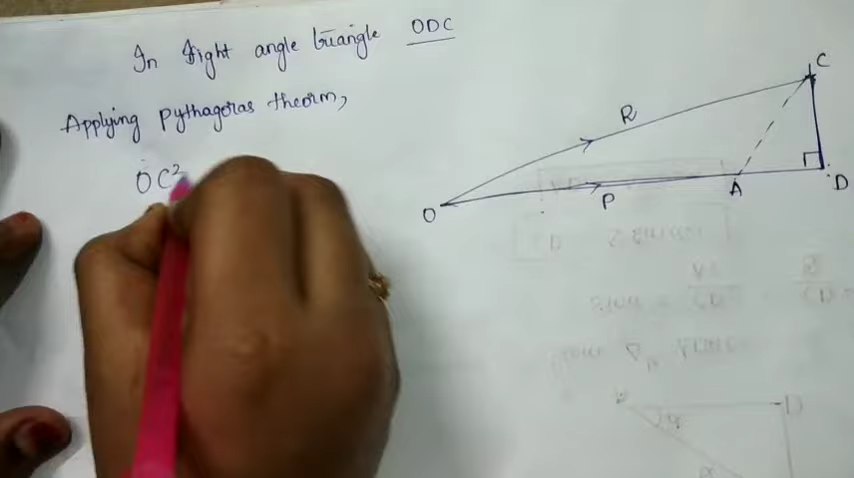 In right angle triangle ODC
Applying pythagoras theorm,
OC²
R
C
O
P
A
D